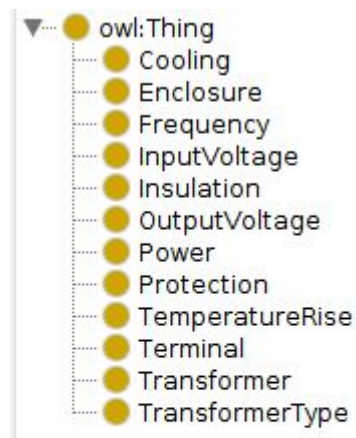 owl:Thing
Cooling
Enclosure
Frequency
InputVoltage
Insulation
OutputVoltage
Power
Protection
TemperatureRise
Terminal
Transformer
TransformerType